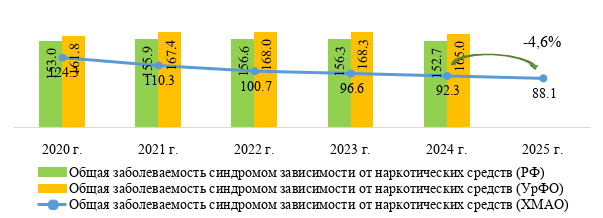 -4,6%
153.0 161.8 155.9 167.4 156.6 168.0 156.3 168.3 152.7 165.0
124.3 110.3 100.7 96.6 92.3 88.1
2020 г. 2021 г. 2022 г. 2023 г. 2024 г. 2025 г.
Общая заболеваемость синдромом зависимости от наркотических средств (РФ)
Общая заболеваемость синдромом зависимости от наркотических средств (УрФО)
Общая заболеваемость синдромом зависимости от наркотических средств (ХМАО)